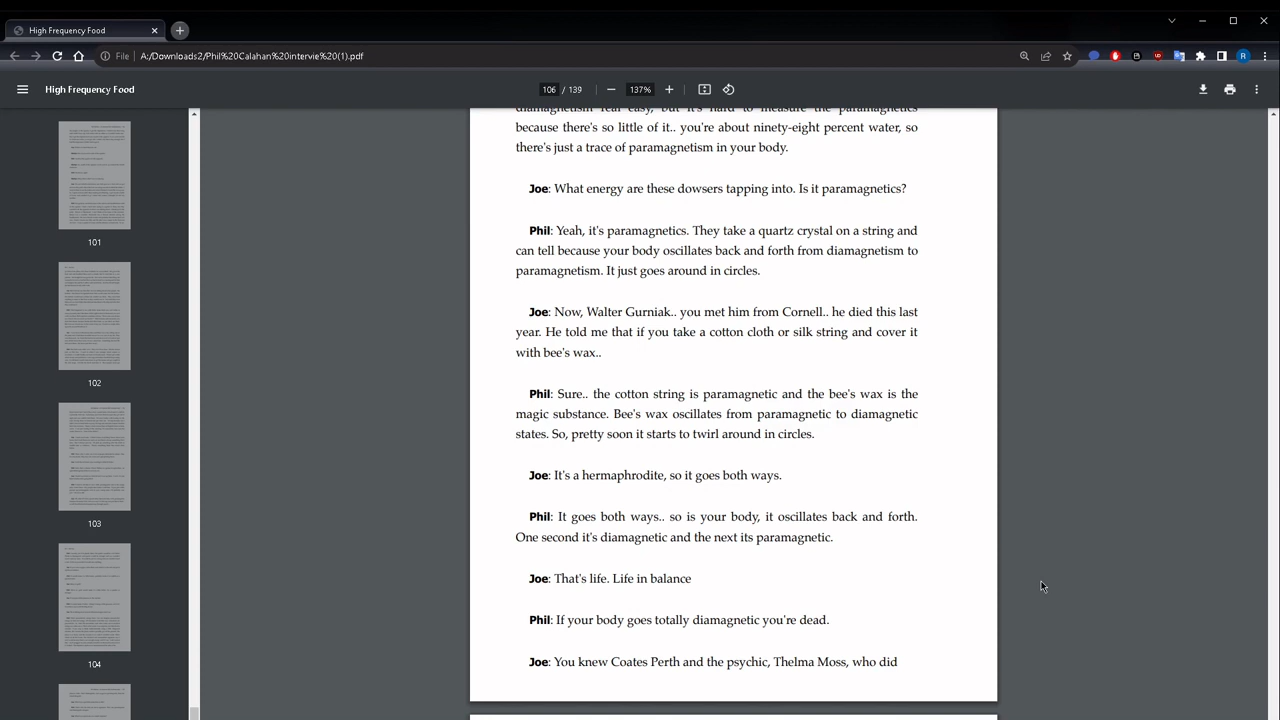 High Frequency Food
File
A:/Downloads2/Phil%20Calahan%20intervie%20(1).pdf
R
High Frequency Food
106 / 139
137%
101
102
103
104
because there's so little of it.. you're about ninety-eight percent water, so
there's just a trace of paramagnetism in your body.
Joe: What energy are these dowsers tapping into. Is it paramagnetics?
Phil: Yeah, it's paramagnetics. They take a quartz crystal on a string and
can tell because your body oscillates back and forth from diamagnetism to
paramagnetism. It just goes around in circles.
Joe: Now, Walter Gurniak.. you met him from Cornell.. he died this last
year. He told me that if you take a cotton cloth or silk string and cover it
with bee's wax..
Phil: Sure.. the cotton string is paramagnetic and the bee's wax is the
magic substance. Bee's wax oscillates from paramagnetic to diamagnetic
states. So, pretty soon it starts to twirl around in circles.
Joe: It's a hermaphrodite, so it goes both ways.
Phil: It goes both ways.. so is your body, it oscillates back and forth.
One second it's diamagnetic and the next its paramagnetic.
Joe: That's life. Life in balance
Phil: If your body goes totally diamagnetic you're dead.
Joe: You knew Coates Perth and the psychic, Thelma Moss, who did